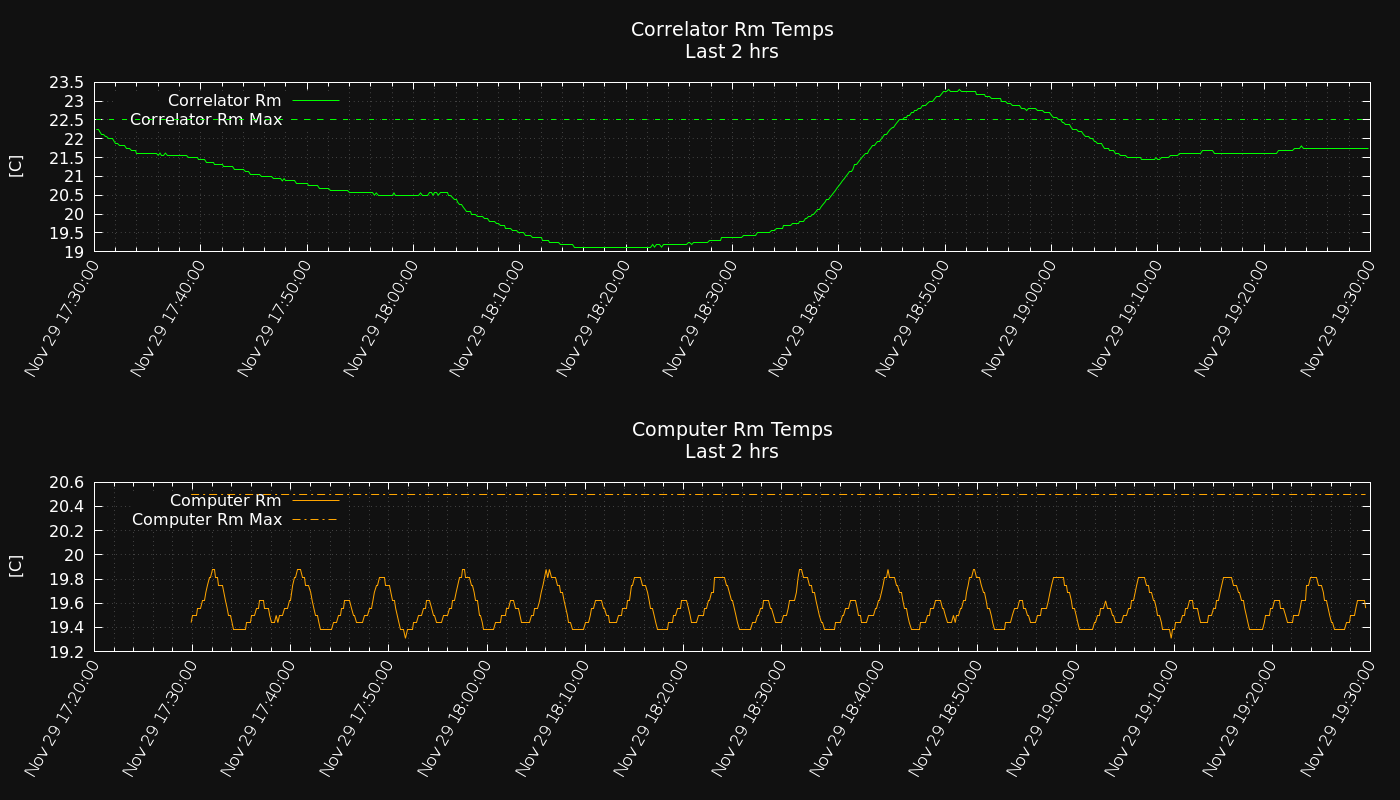 Correlator Rm Temps
Last 2 hrs
23.5
23
22.5
22
21.5
21
20.5
20
19.5
19
[C]
Correlator Rm
Correlator Rm Max
Nov 29 17:30:00
Nov 29 17:40:00
Nov 29 17:50:00
Nov 29 18:00:00
Nov 29 18:10:00
Nov 29 18:20:00
Nov 29 18:30:00
Nov 29 18:40:00
Nov 29 18:50:00
Nov 29 19:00:00
Nov 29 19:10:00
Nov 29 19:20:00
Nov 29 19:30:00
Computer Rm Temps
Last 2 hrs
20.6
20.4
20.2
20
19.8
19.6
19.4
19.2
[C]
Computer Rm
Computer Rm Max
Nov 29 17:20:00
Nov 29 17:30:00
Nov 29 17:40:00
Nov 29 17:50:00
Nov 29 18:00:00
Nov 29 18:10:00
Nov 29 18:20:00
Nov 29 18:30:00
Nov 29 18:40:00
Nov 29 18:50:00
Nov 29 19:00:00
Nov 29 19:10:00
Nov 29 19:20:00
Nov 29 19:30:00